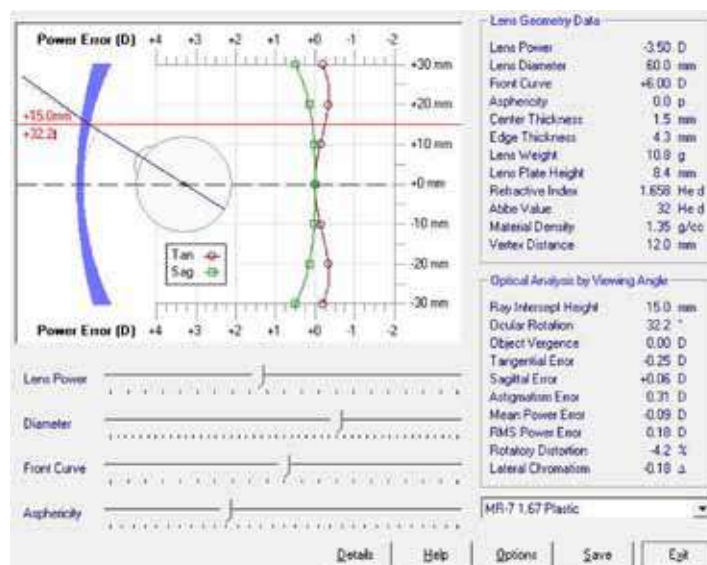 Power Error (D) +4 +3 +2 +1 +0 -1 -2
+30 mm
+20 mm
+15.0mm
+32.2
+10 mm
+0 mm
-10 mm
-20 mm
-30 mm
Tan
Sag
Power Error (D) +4 +3 +2 +1 +0 -1 -2
Lens Power
Diameter
Front Curve
Asphericity
Lens Geometry Data
Lens Power -3.50 D
Lens Diameter 60.0 mm
Front Curve +6.00 D
Asphericity 0.0 p
Center Thickness 1.5 mm
Edge Thickness 4.3 mm
Lens Weight 10.8 g
Lens Plate Height 8.4 mm
Refractive Index 1.658 He d
Abbe Value 32 He d
Material Density 1.35 g/cc
Vertex Distance 12.0 mm
Optical Analysis by Viewing Angle
Ray Intercept Height 15.0 mm
Ocular Rotation 32.2 °
Object Vergence 0.00 D
Tangential Error -0.25 D
Sagittal Error +0.06 D
Astigmatism Error 0.31 D
Mean Power Error -0.09 D
RMS Power Error 0.18 D
Rotatory Distortion -4.2 %
Lateral Chromatism -0.18 Δ
MR-7 1.67 Plastic
Details Help Options Save Exit